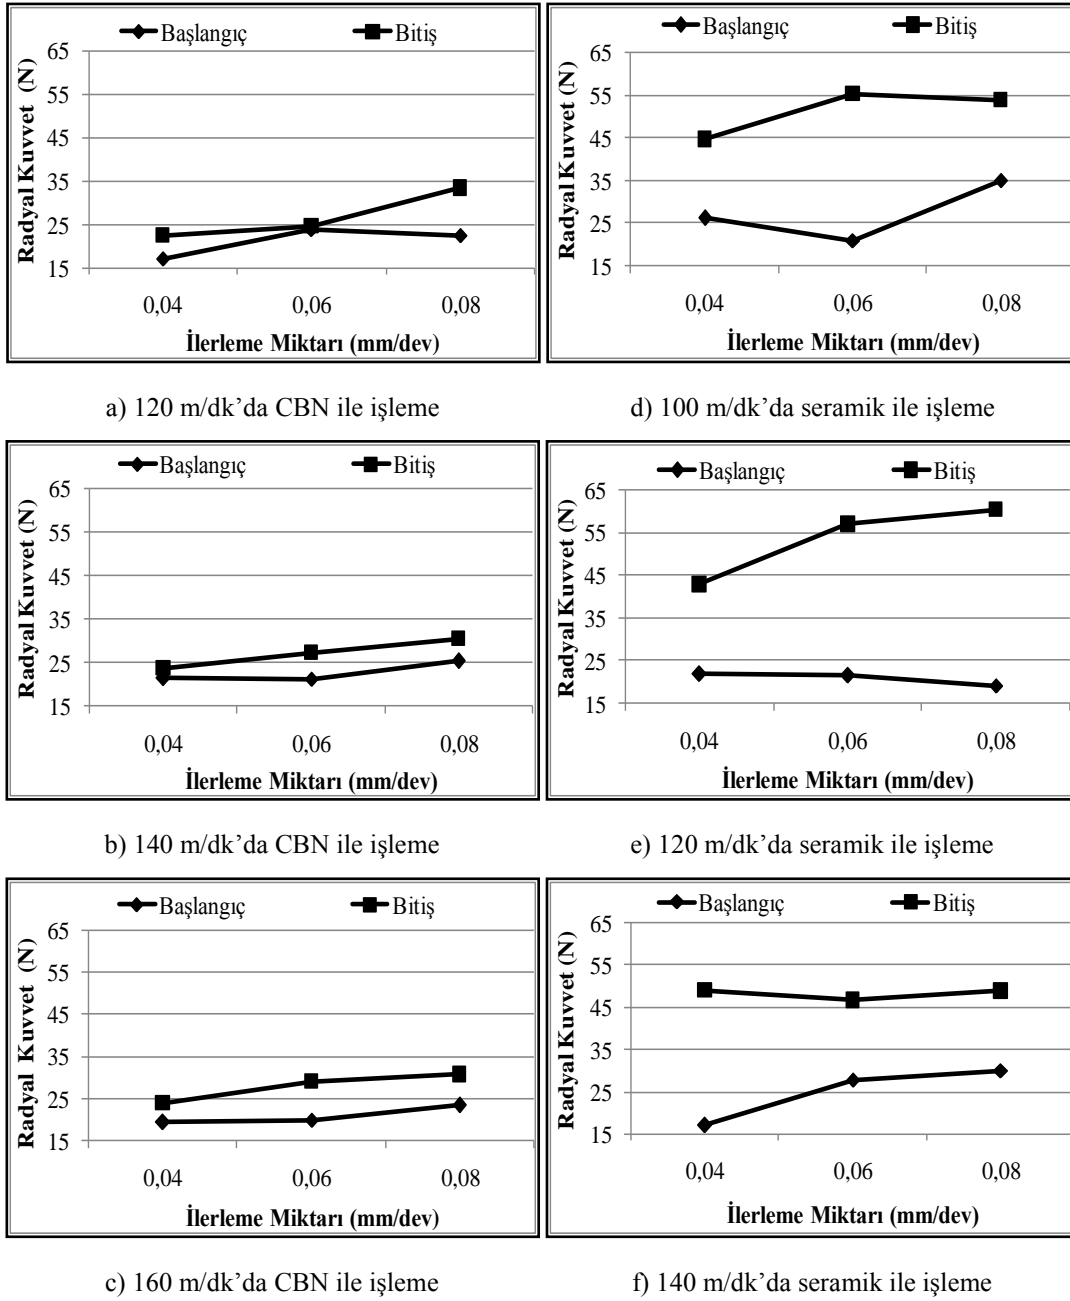 Başlangıç Bitiş
Radyal Kuvvet (N)
65
55
45
35
25
15
0,04 0,06 0,08
İlerleme Miktarı (mm/dev)
a) 120 m/dk’da CBN ile işleme
Başlangıç Bitiş
Radyal Kuvvet (N)
65
55
45
35
25
15
0,04 0,06 0,08
İlerleme Miktarı (mm/dev)
d) 100 m/dk’da seramik ile işleme
Başlangıç Bitiş
Radyal Kuvvet (N)
65
55
45
35
25
15
0,04 0,06 0,08
İlerleme Miktarı (mm/dev)
b) 140 m/dk’da CBN ile işleme
Başlangıç Bitiş
Radyal Kuvvet (N)
65
55
45
35
25
15
0,04 0,06 0,08
İlerleme Miktarı (mm/dev)
e) 120 m/dk’da seramik ile işleme
Başlangıç Bitiş
Radyal Kuvvet (N)
65
55
45
35
25
15
0,04 0,06 0,08
İlerleme Miktarı (mm/dev)
c) 160 m/dk’da CBN ile işleme
Başlangıç Bitiş
Radyal Kuvvet (N)
65
55
45
35
25
15
0,04 0,06 0,08
İlerleme Miktarı (mm/dev)
f) 140 m/dk’da seramik ile işleme